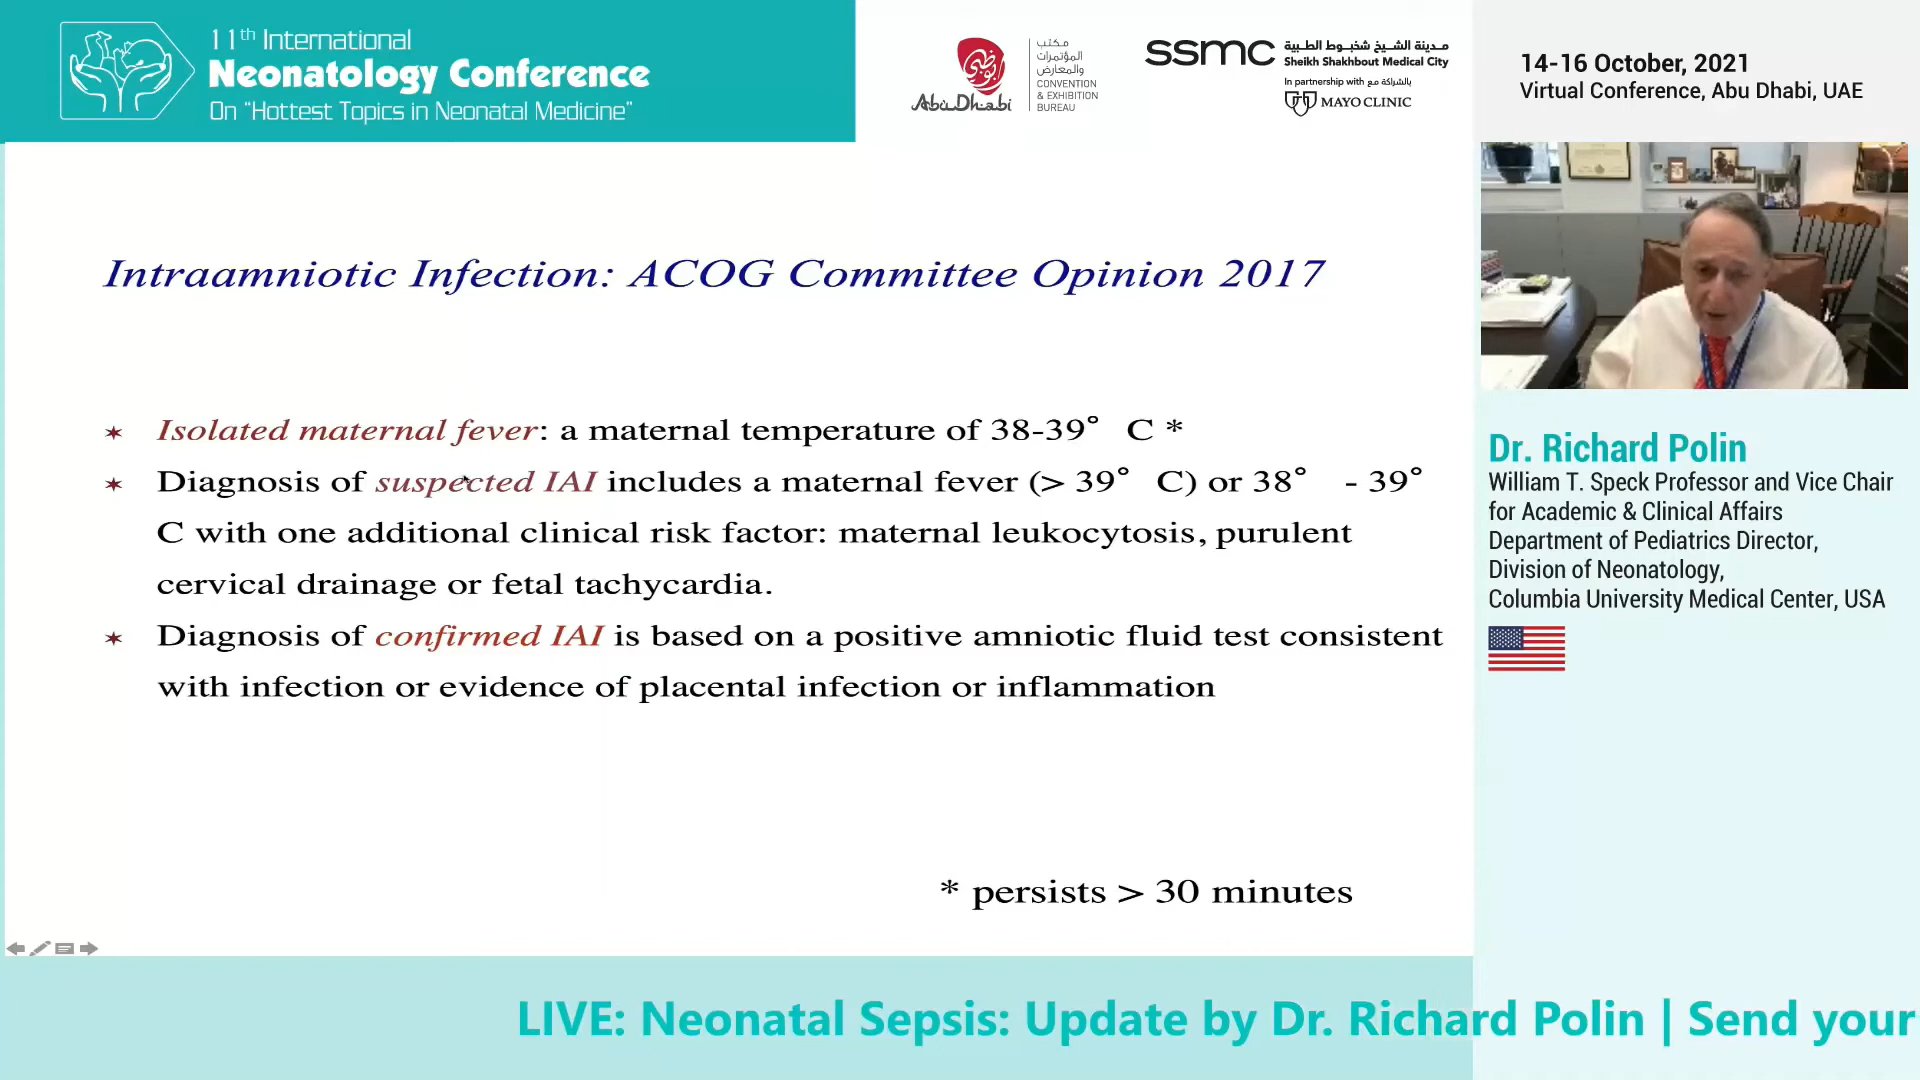 11th International
Neonatology Conference
On "Hottest Topics in Neonatal Medicine"
أبوظبي
AbuDhabi
مكتب
المؤتمرات
والمعارض
CONVENTION
& EXHIBITION
BUREAU
ssmc
مدينة الشيخ شخبوط الطبية
Sheikh Shakhbout Medical City
In partnership with بالشراكة مع
MAYO CLINIC
14-16 October, 2021
Virtual Conference, Abu Dhabi, UAE
Intraamniotic Infection: ACOG Committee Opinion 2017
* Isolated maternal fever: a maternal temperature of 38-39° C *
* Diagnosis of suspected IAI includes a maternal fever (> 39° C) or 38° - 39°
C with one additional clinical risk factor: maternal leukocytosis, purulent
cervical drainage or fetal tachycardia.
* Diagnosis of confirmed IAI is based on a positive amniotic fluid test consistent
with infection or evidence of placental infection or inflammation
* persists > 30 minutes
Dr. Richard Polin
William T. Speck Professor and Vice Chair
for Academic & Clinical Affairs
Department of Pediatrics Director,
Division of Neonatology,
Columbia University Medical Center, USA
LIVE: Neonatal Sepsis: Update by Dr. Richard Polin | Send your